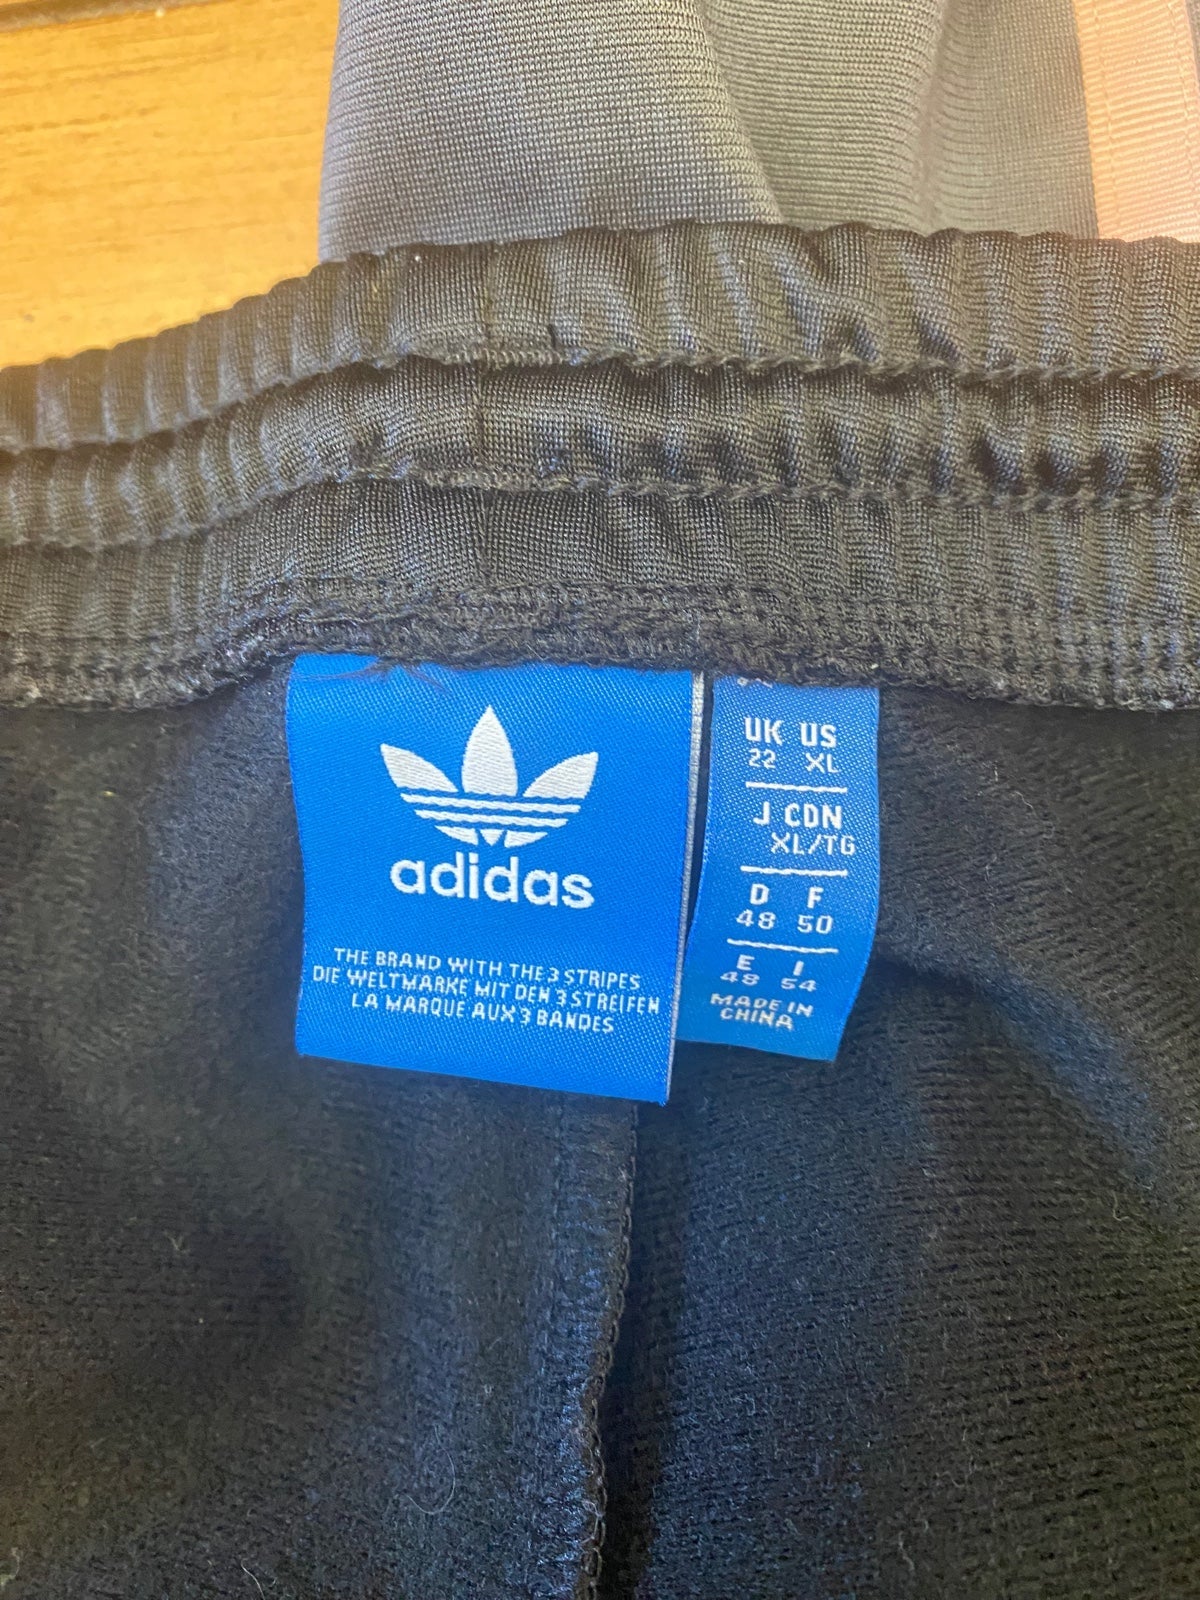 adidas
THE BRAND WITH THE 3 STRIPES
DIE WELTMARKE MIT DEN 3 STREIFEN
LA MARQUE AUX 3 BANDES
UK US
22 XL
J CDN
XL/TG
D F
48 50
E I
48 54
MADE IN
CHINA